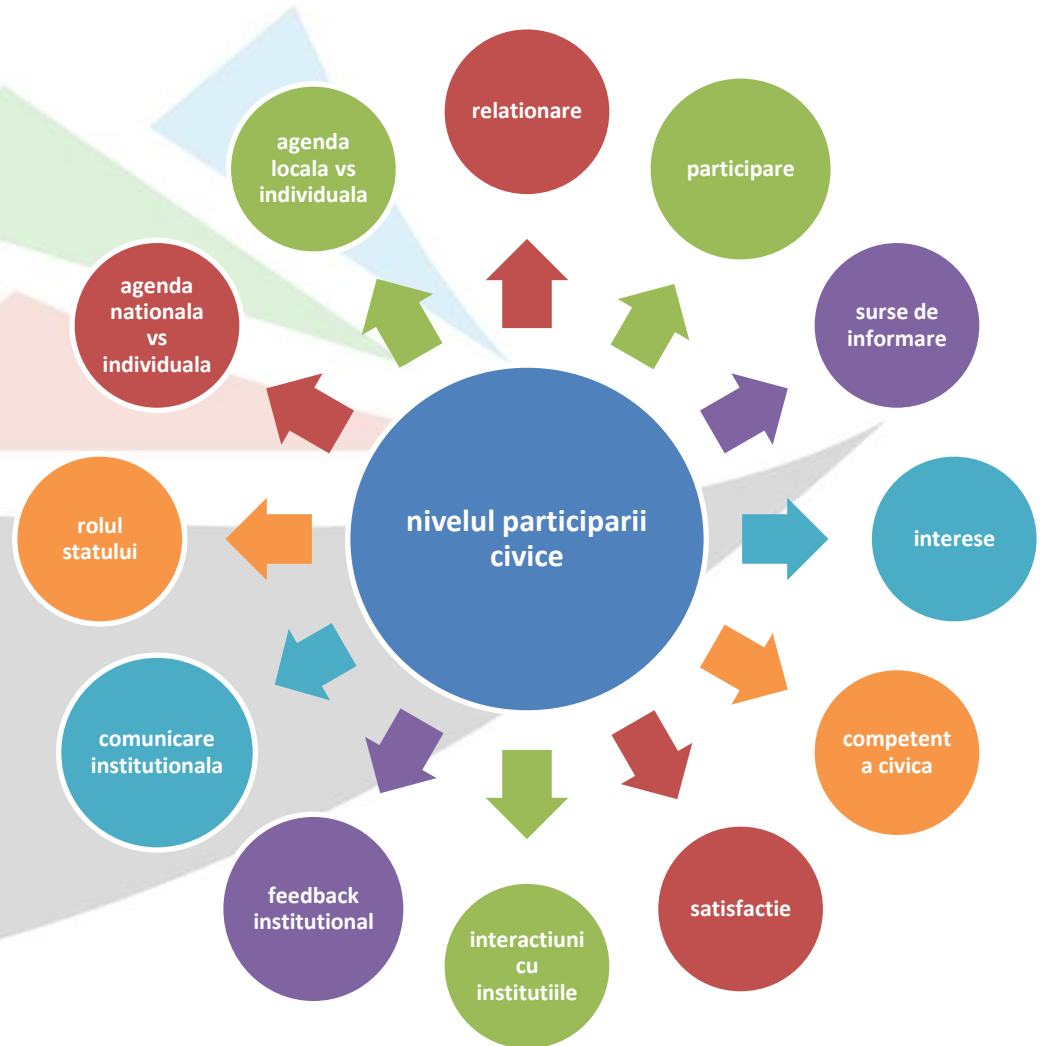 relationare
participare
surse de
informare
interese
competent
a civica
satisfactie
interactiuni
cu
institutiile
feedback
institutional
comunicare
institutionala
rolul
statului
agenda
nationala
vs
individuala
agenda
locala vs
individuala
nivelul participarii
civice